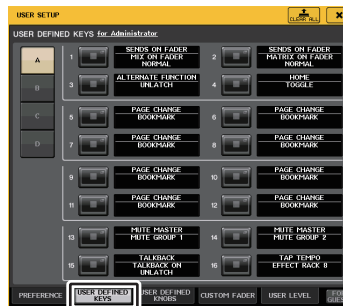 USER SETUP
CLEAR ALL
USER DEFINED KEYS for Administrator
A
B
C
D
1
SENDS ON FADER
MIX ON FADER
NORMAL
2
SENDS ON FADER
MATRIX ON FADER
NORMAL
3
ALTERNATE FUNCTION
UNLATCH
4
HOME
TOGGLE
5
PAGE CHANGE
BOOKMARK
6
PAGE CHANGE
BOOKMARK
7
PAGE CHANGE
BOOKMARK
8
PAGE CHANGE
BOOKMARK
9
PAGE CHANGE
BOOKMARK
10
PAGE CHANGE
BOOKMARK
11
PAGE CHANGE
BOOKMARK
12
PAGE CHANGE
BOOKMARK
13
MUTE MASTER
MUTE GROUP 1
14
MUTE MASTER
MUTE GROUP 2
15
TALKBACK
TALKBACK ON
UNLATCH
16
TAP TEMPO
EFFECT RACK 8
PREFERENCE
USER DEFINED
KEYS
USER DEFINED
KNOBS
CUSTOM FADER
USER LEVEL
FOR
GUES